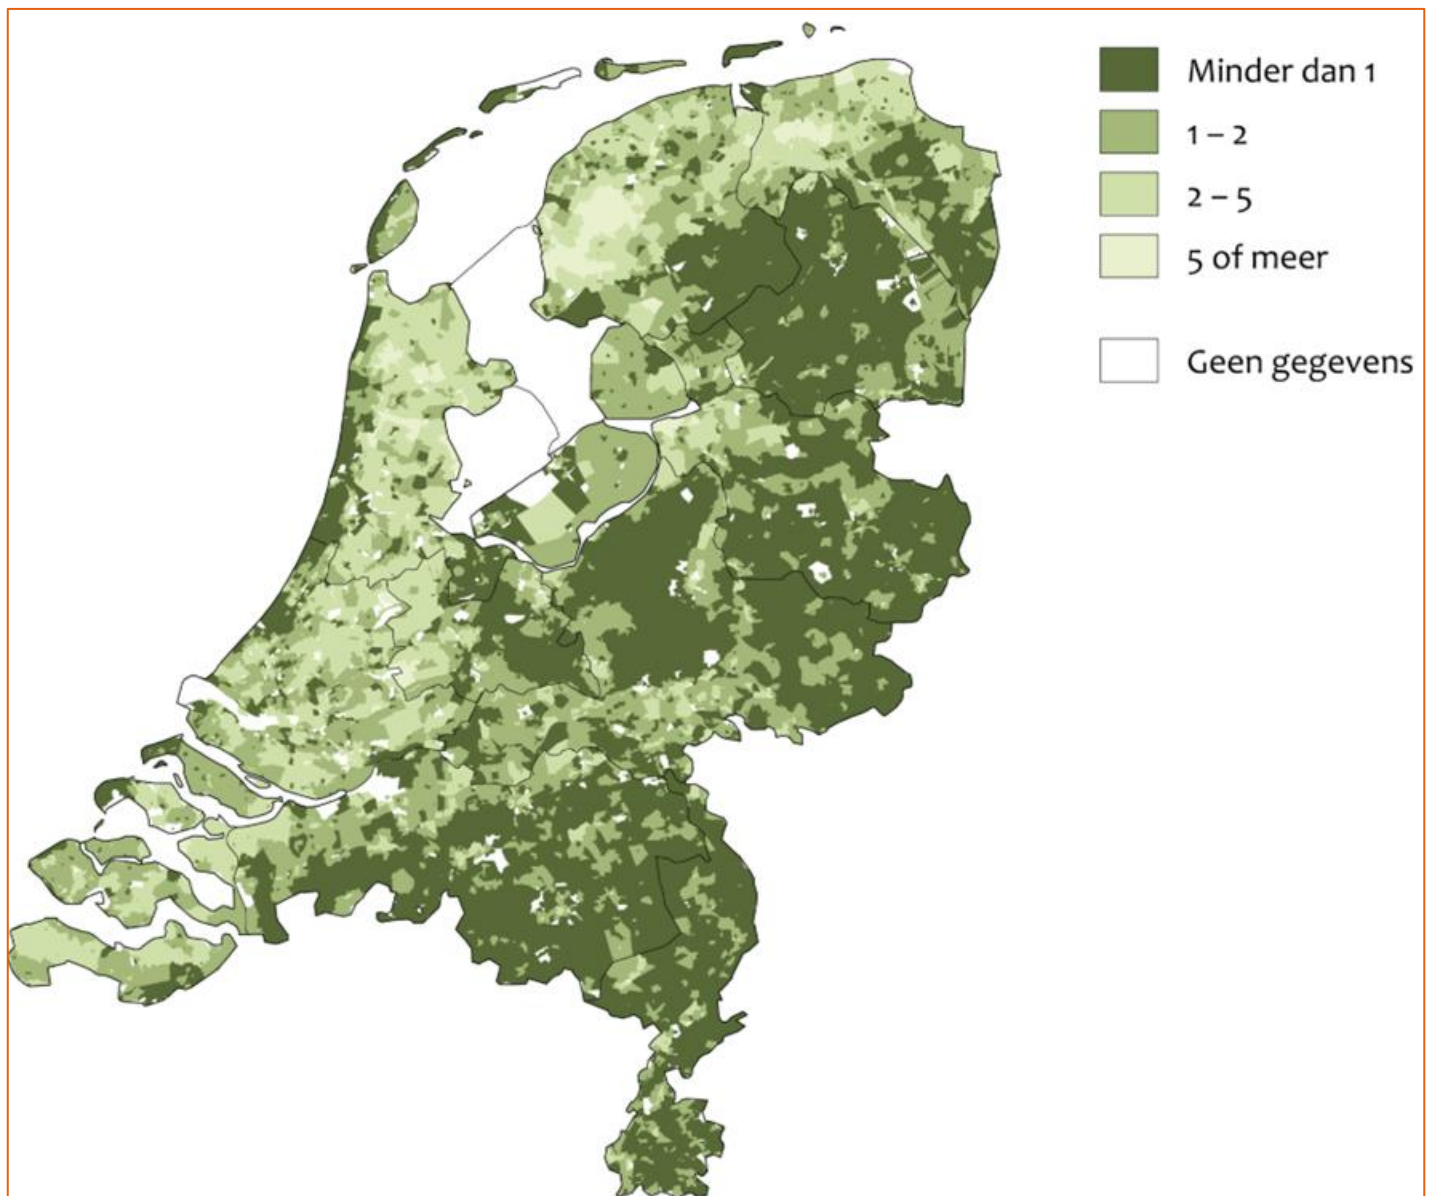 Minder dan 1
1 – 2
2 – 5
5 of meer
Geen gegevens